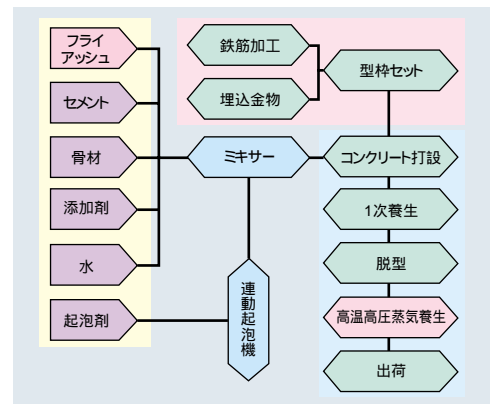 フライ
アッシュ
セメント
骨材
添加剤
水
起泡剤
ミキサー
連動起泡機
鉄筋加工
埋込金物
型枠セット
コンクリート打設
1次養生
脱型
高温高圧蒸気養生
出荷